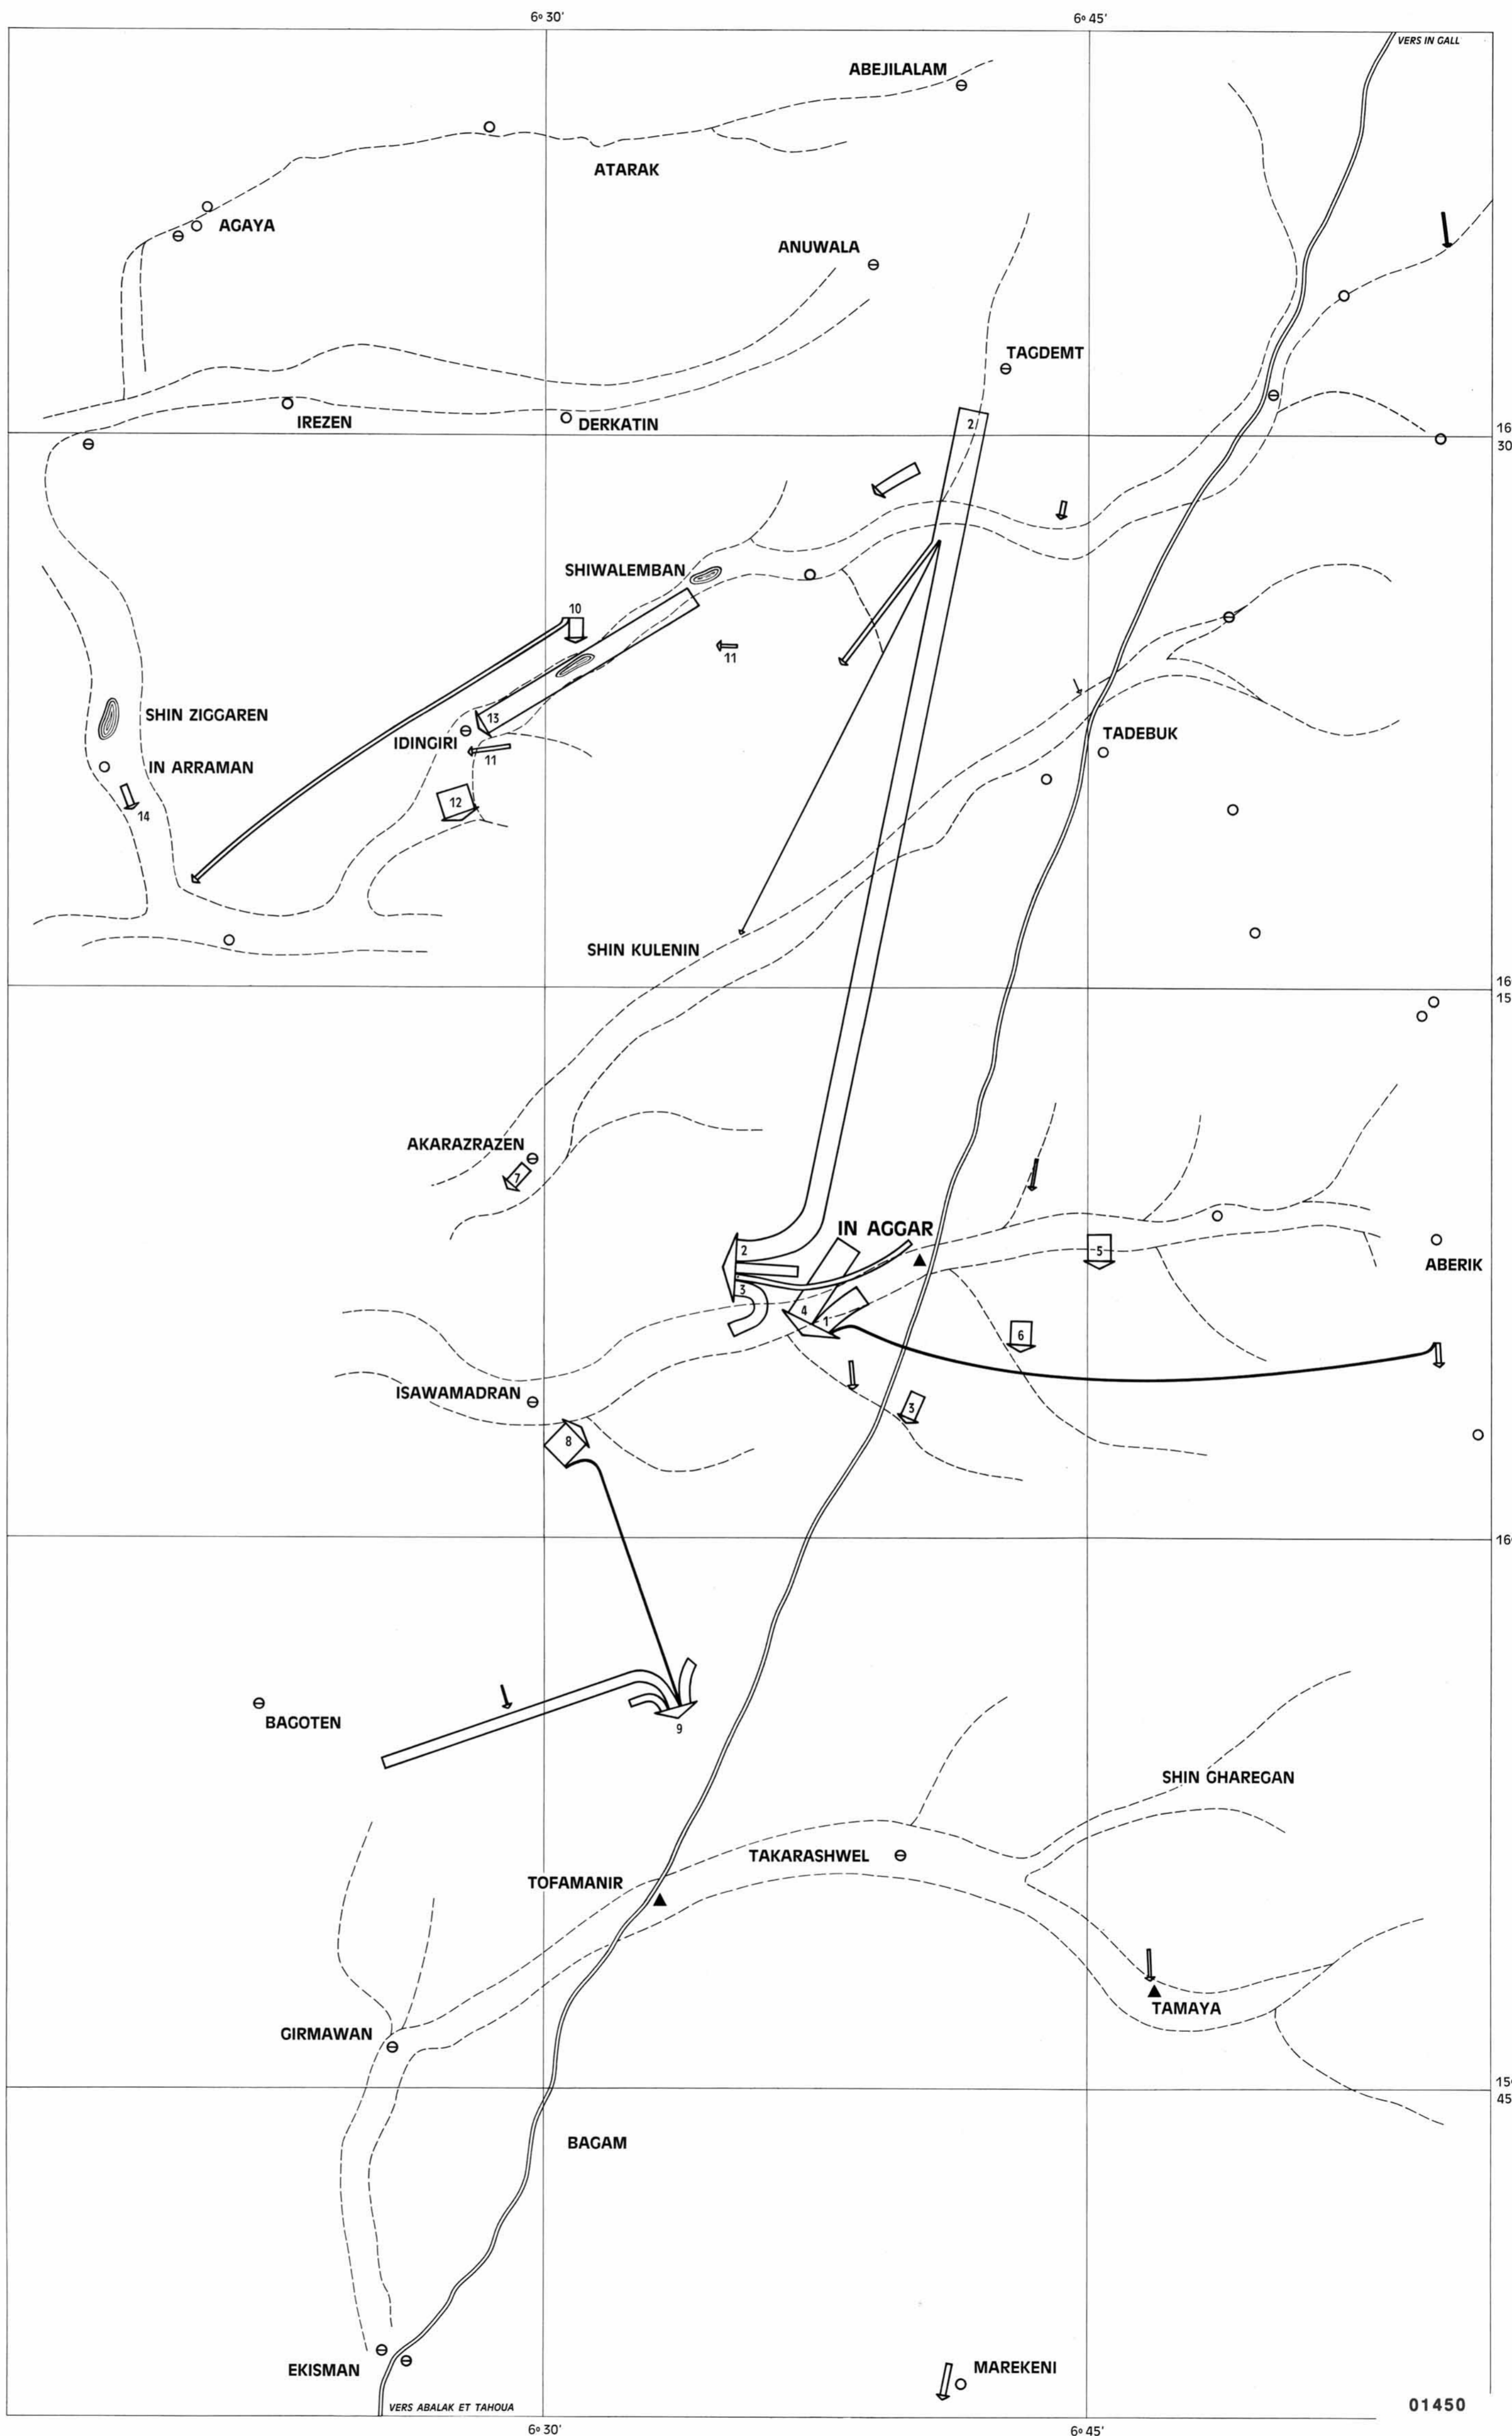 6° 30'
6° 45'
VERS IN GALL
ABEJILALAM
ATARAK
AGAYA
ANUWALA
TAGDEMT
IREZEN
DERKATIN
2
16
30
SHIWALEMBAN
10
11
SHIN ZIGGAREN
13
IDINGIRI
TADEBUK
11
IN ARRAMAN
12
14
SHIN KULENIN
16
15
AKARAZRAZEN
7
IN AGGAR
2
5
ABERIK
3
4
1
6
ISAWAMADRAN
3
8
16
9
BAGOTEN
SHIN GHAREGAN
TAKARASHWEL
TOFAMANIR
TAMAYA
GIRMAWAN
15
45
BAGAM
EKISMAN
MAREKENI
VERS ABALAK ET TAHOUA
01450
6° 30'
6° 45'